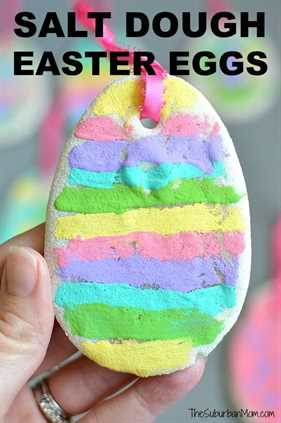 SALT DOUGH
EASTER EGGS
TheSuburbanMom.com